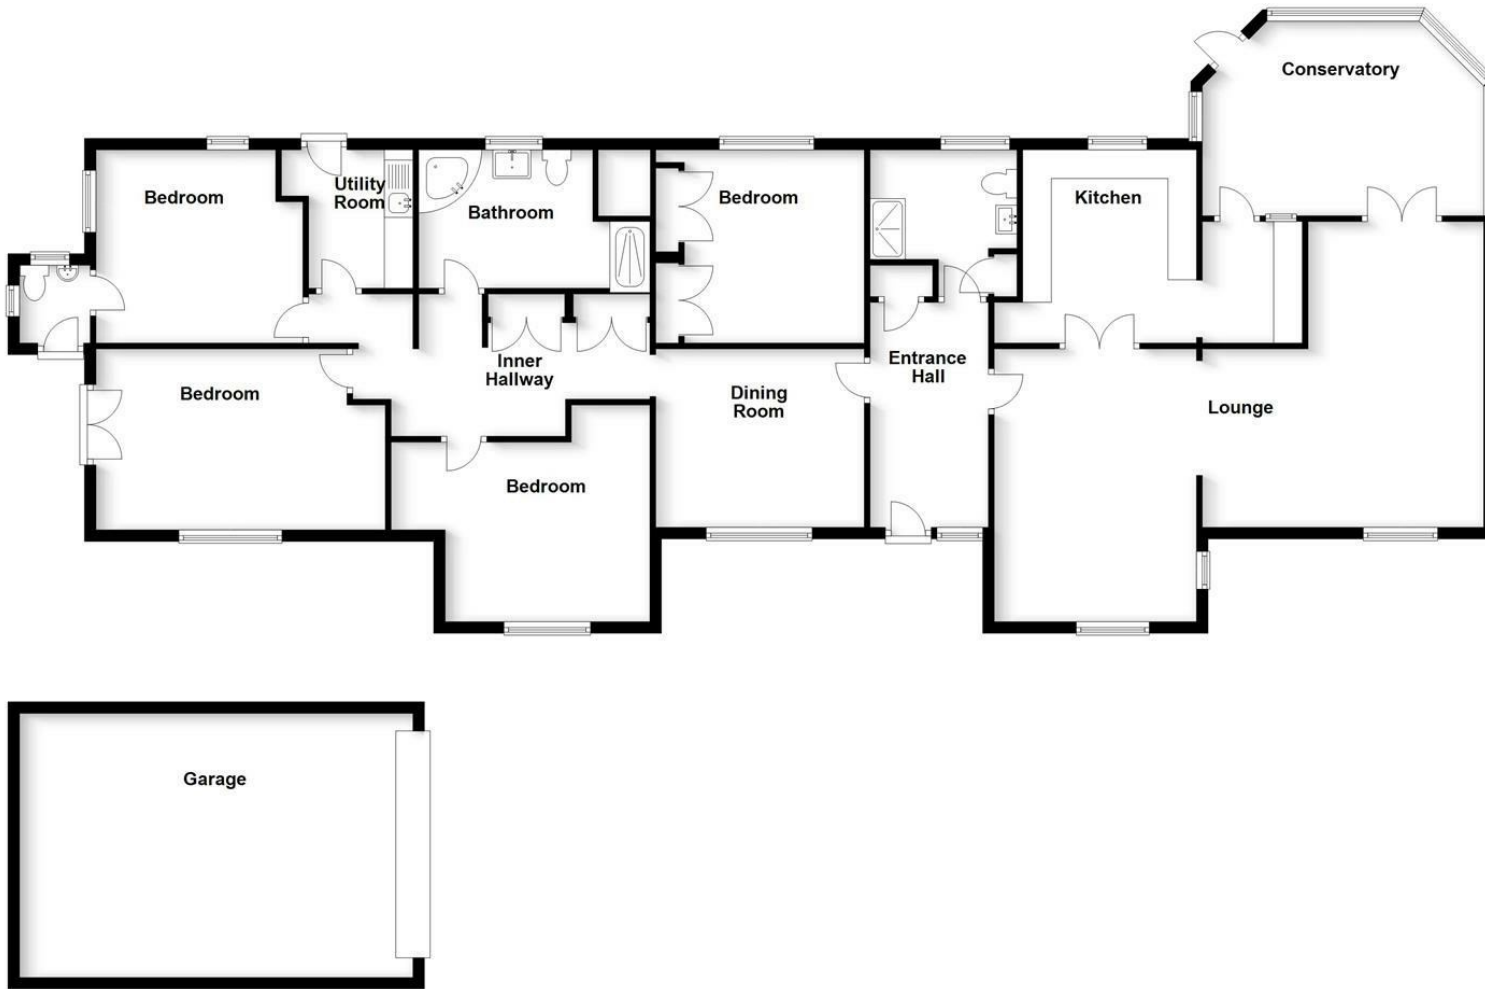 Conservatory
Bedroom
Utility
Room
Bathroom
Bedroom
Kitchen
Bedroom
Inner
Hallway
Dining
Room
Entrance
Hall
Lounge
Bedroom
Garage